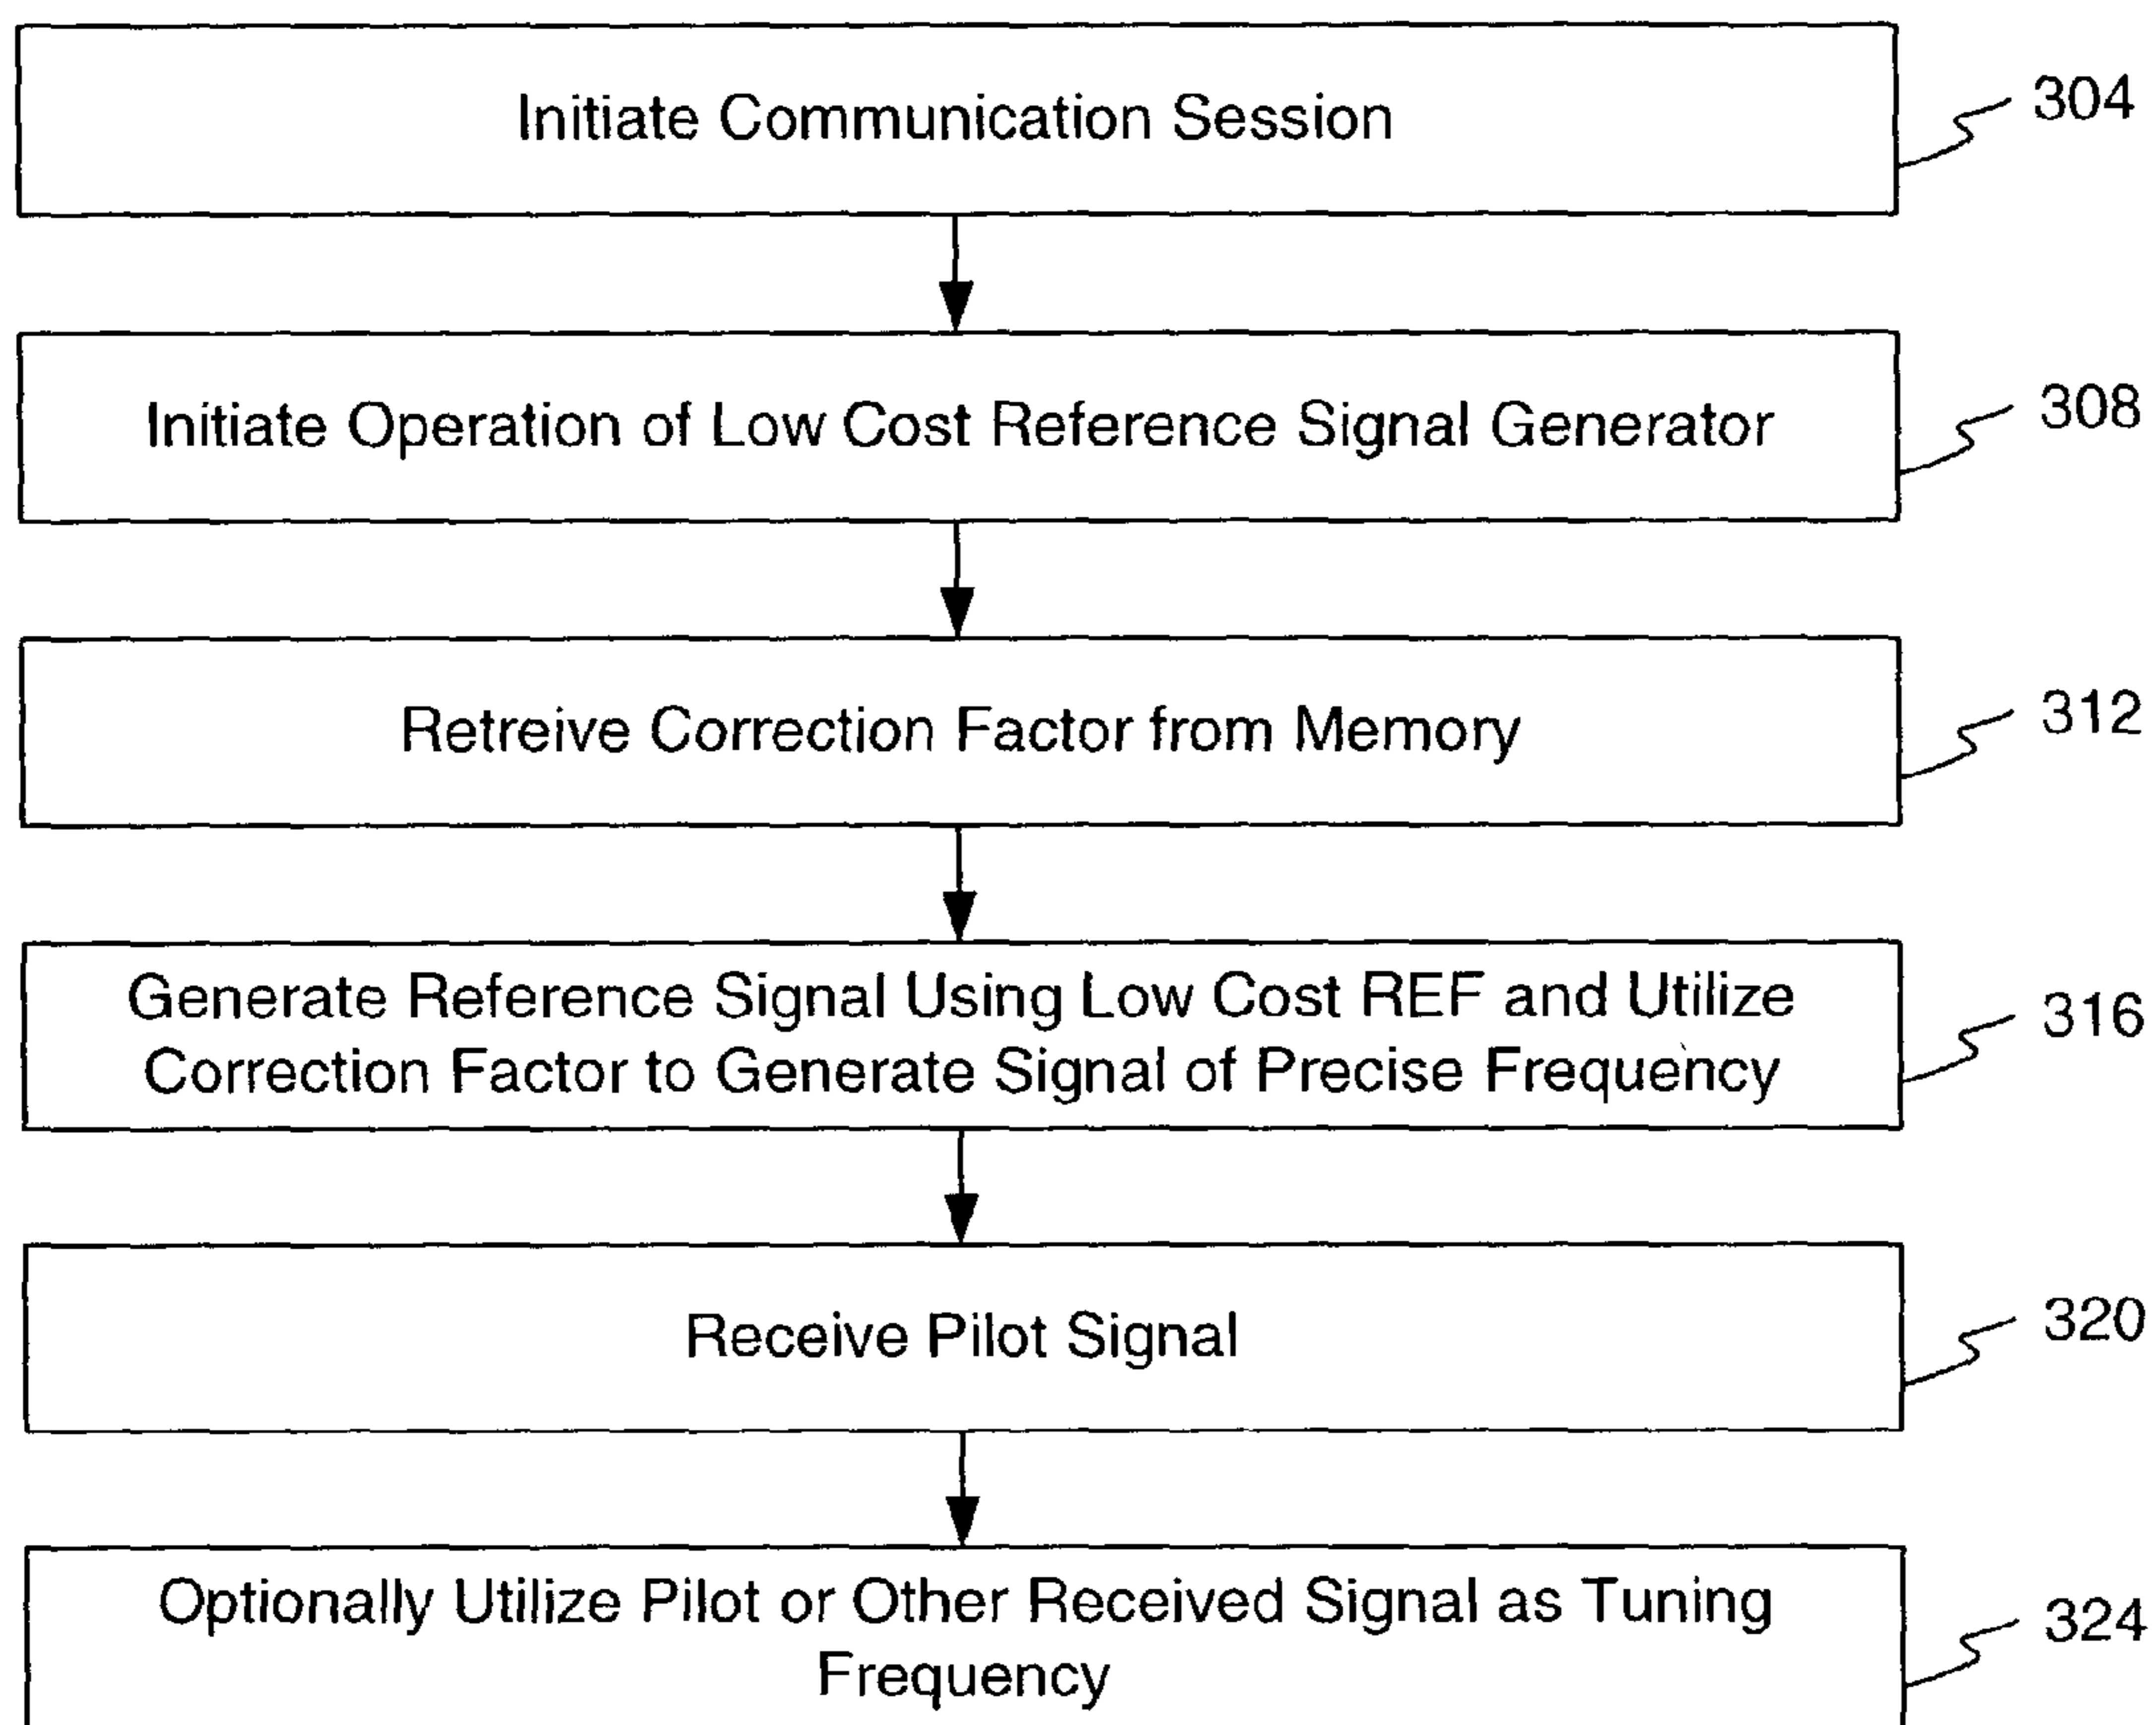 Initiate Communication Session
304
Initiate Operation of Low Cost Reference Signal Generator
308
Retreive Correction Factor from Memory
312
Generate Reference Signal Using Low Cost REF and Utilize
Correction Factor to Generate Signal of Precise Frequency
316
Receive Pilot Signal
320
Optionally Utilize Pilot or Other Received Signal as Tuning
Frequency
324